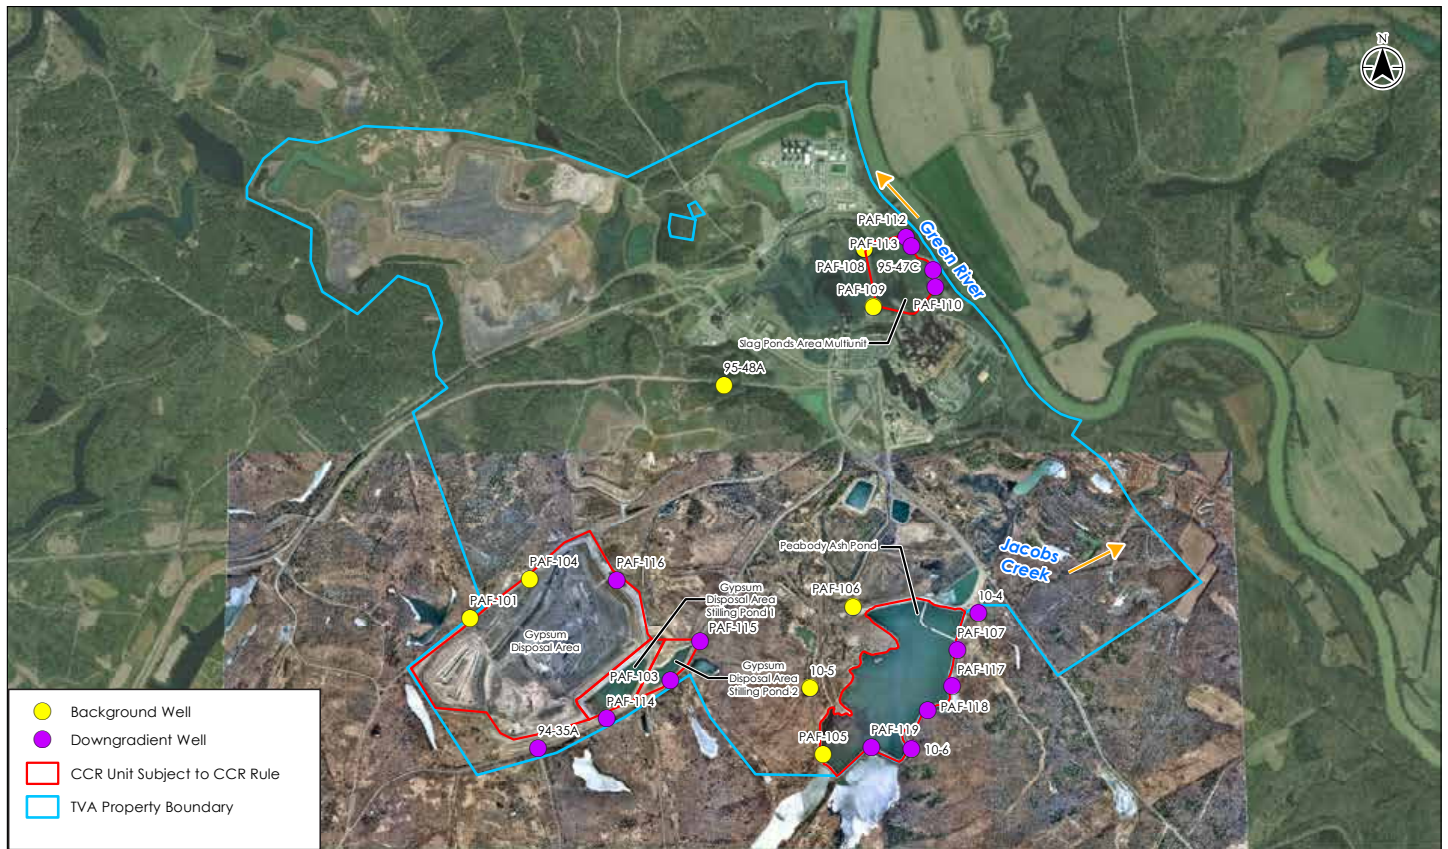 N
PAF-112
PAF-113
PAF-108
95-47C
Green River
PAF-109
PAF-110
Slag Ponds Area Multiunit
95-48A
Peabody Ash Pond
Jacobs
Creek
PAF-104
PAF-116
PAF-101
Gypsum
Disposal Area
Stilling Pond 1
PAF-106
10-4
Gypsum
Disposal Area
PAF-115
PAF-107
PAF-103
Gypsum
Disposal Area
Stilling Pond 2
10-5
PAF-117
PAF-114
PAF-118
94-35A
PAF-105
PAF-119
10-6
Background Well
Downgradient Well
CCR Unit Subject to CCR Rule
TVA Property Boundary